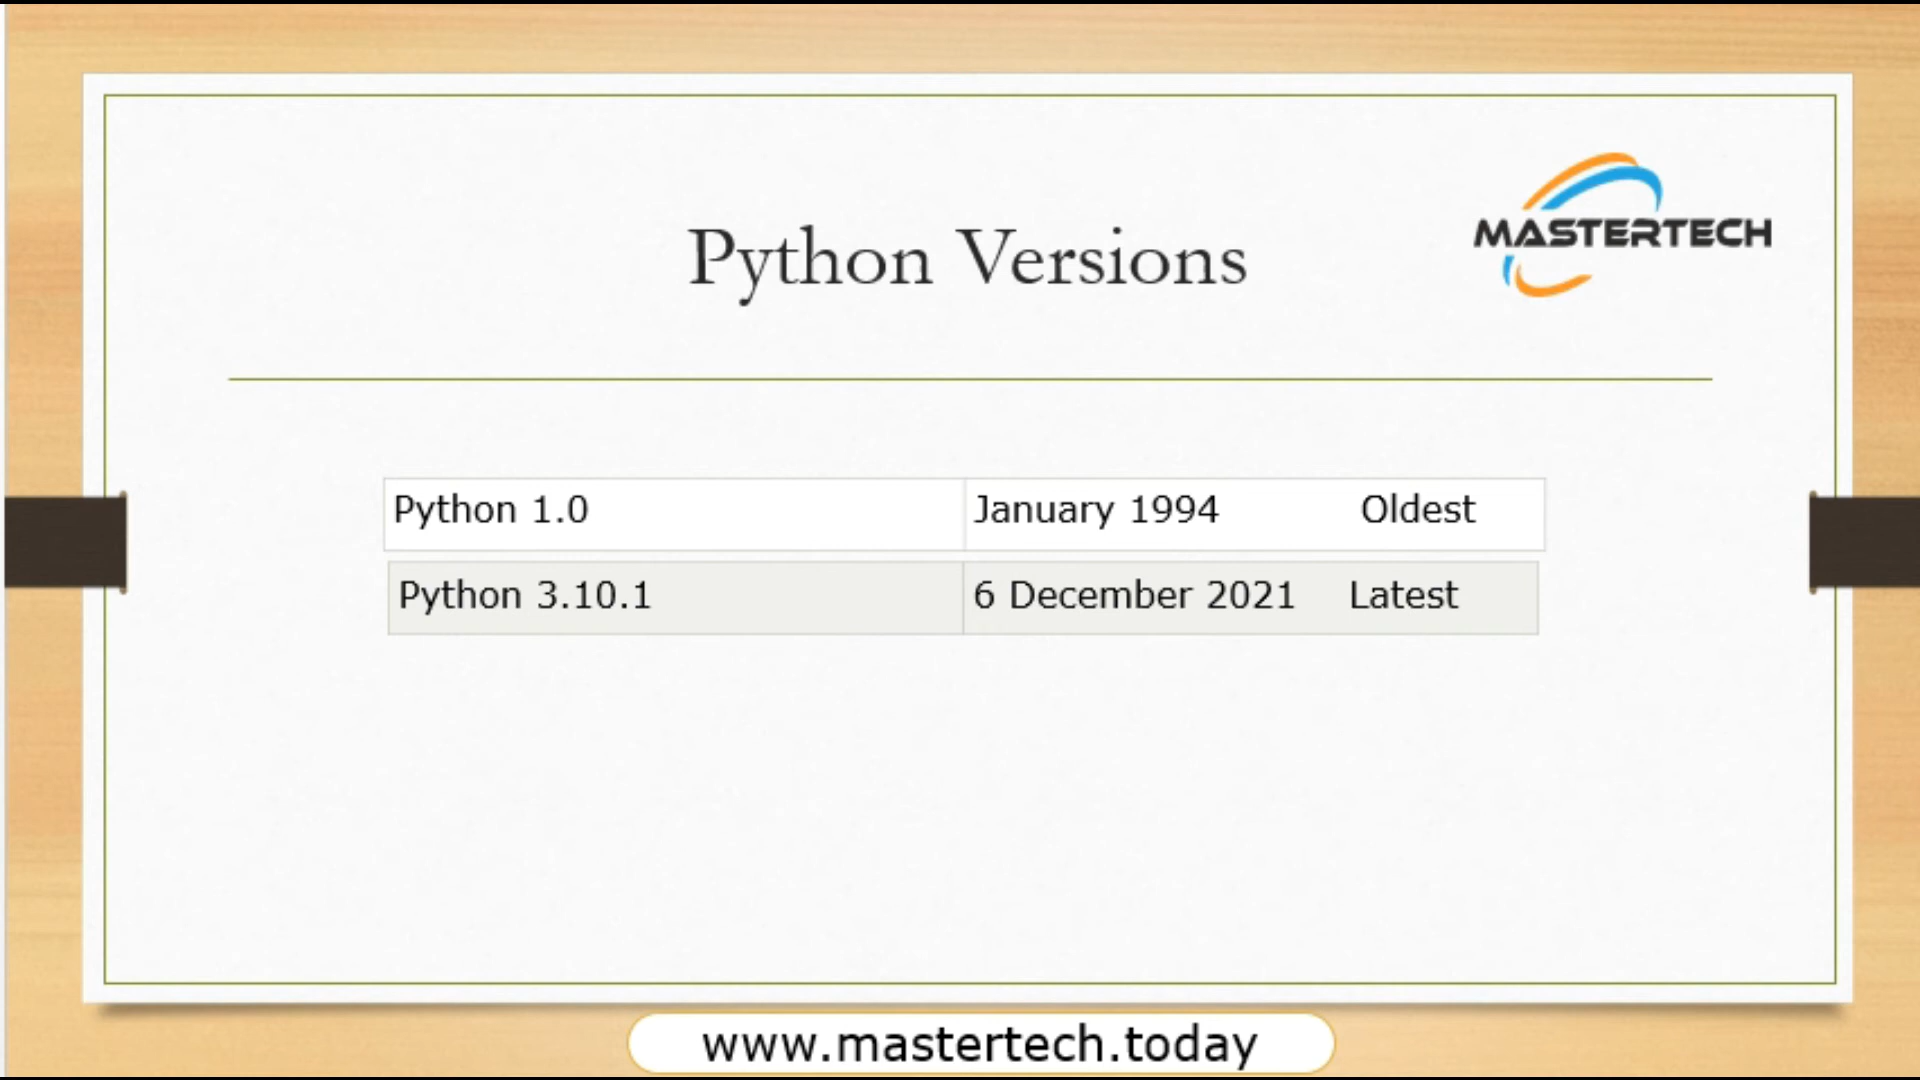 MASTERTECH
Python Versions
Python 1.0 January 1994 Oldest
Python 3.10.1 6 December 2021 Latest
www.mastertech.today